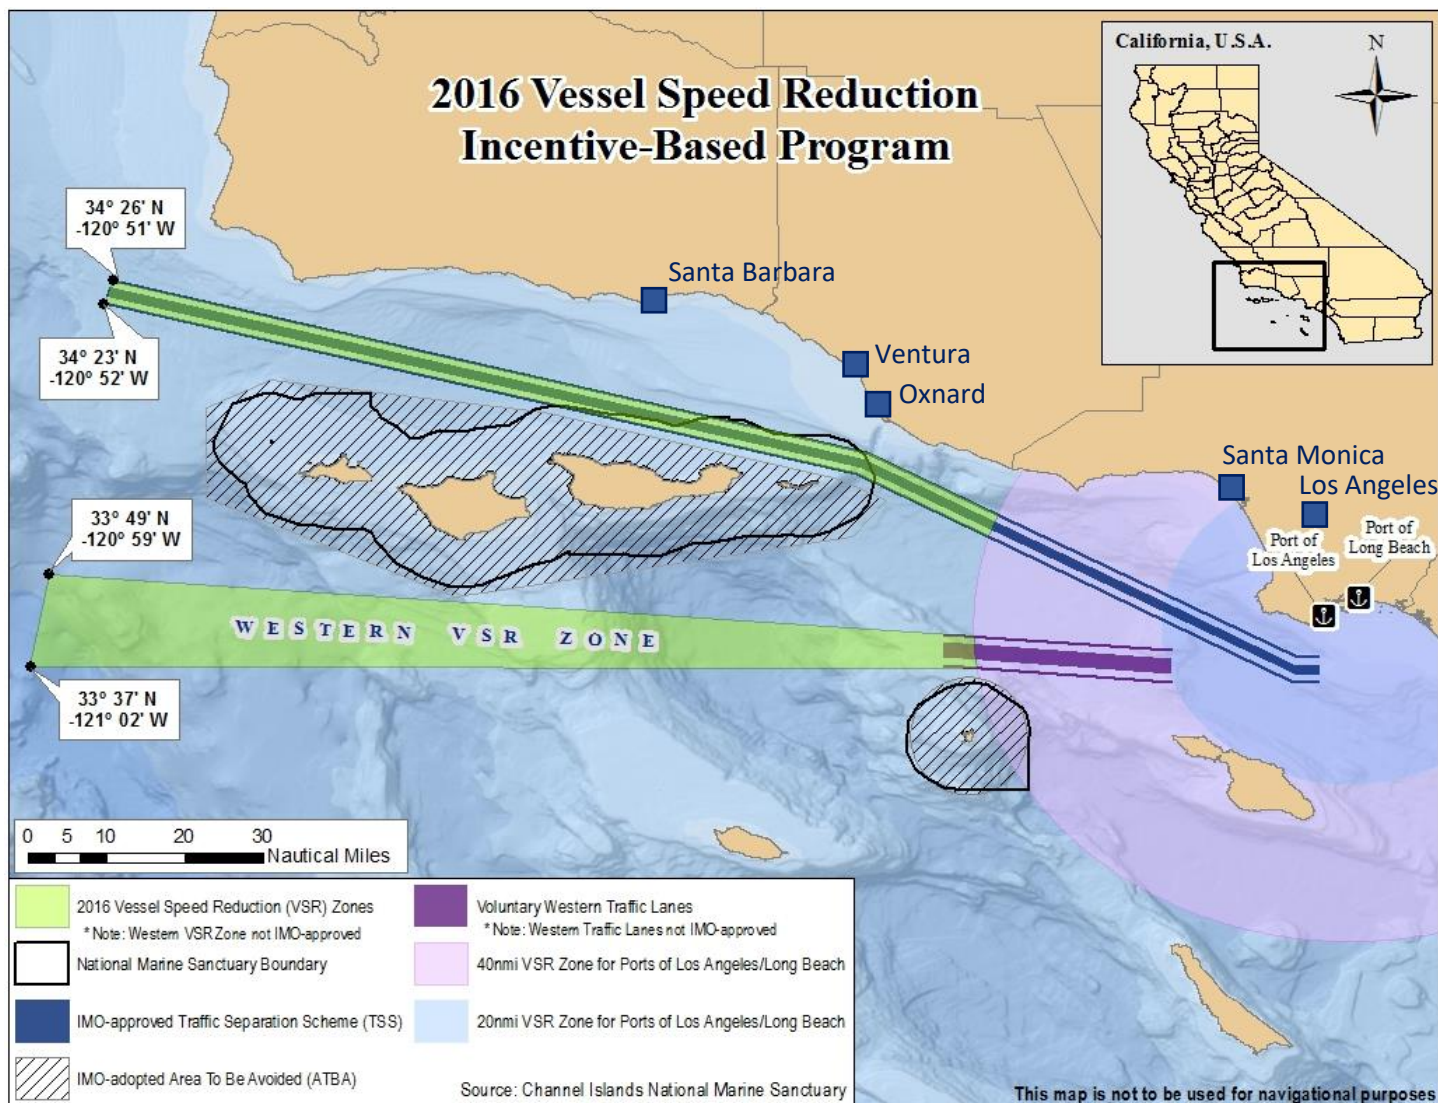 2016 Vessel Speed Reduction
Incentive-Based Program
California, U.S.A.
N
34° 26' N
-120° 51' W
34° 23' N
-120° 52' W
Santa Barbara
Ventura
Oxnard
Santa Monica
Los Angeles
Port of
Los Angeles
Port of
Long Beach
33° 49' N
-120° 59' W
WESTERN VSR ZONE
33° 37' N
-121° 02' W
0 5 10 20 30
Nautical Miles
2016 Vessel Speed Reduction (VSR) Zones
* Note: Western VSR Zone not IMO-approved
National Marine Sanctuary Boundary
IMO-approved Traffic Separation Scheme (TSS)
IMO-adopted Area To Be Avoided (ATBA)
Voluntary Western Traffic Lanes
* Note: Western Traffic Lanes not IMO-approved
40nmi VSR Zone for Ports of Los Angeles/Long Beach
20nmi VSR Zone for Ports of Los Angeles/Long Beach
Source: Channel Islands National Marine Sanctuary
This map is not to be used for navigational purposes